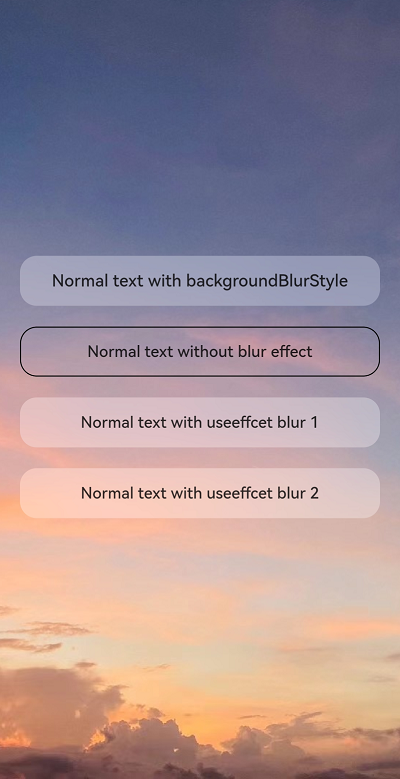 Normal text with backgroundBlurStyle
Normal text without blur effect
Normal text with useeffcet blur 1
Normal text with useeffcet blur 2